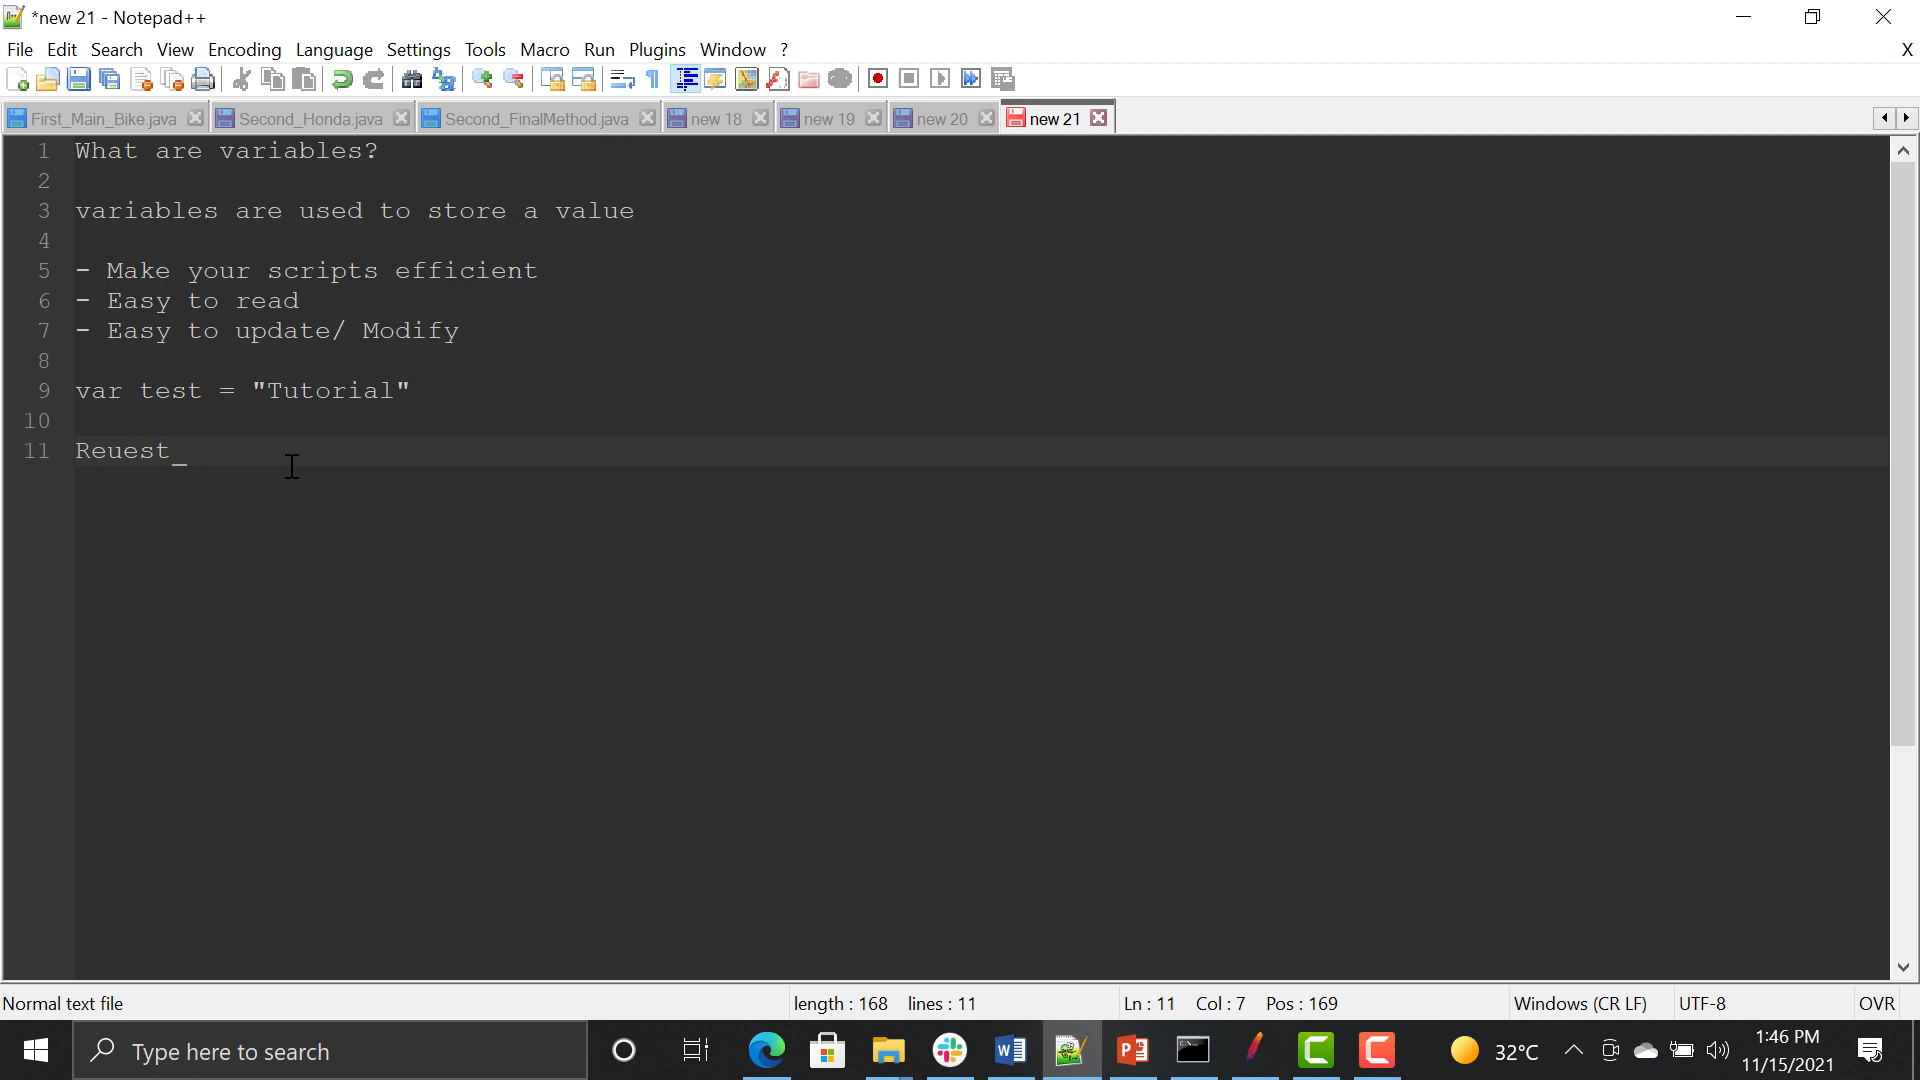 *new 21 - Notepad++
File Edit Search View Encoding Language Settings Tools Macro Run Plugins Window ? X
First_Main_Bike.java Second_Honda.java Second_FinalMethod.java new 18 new 19 new 20 new 21
1 What are variables?
2
3 variables are used to store a value
4
5 - Make your scripts efficient
6 - Easy to read
7 - Easy to update/ Modify
8
9 var test = "Tutorial"
10
11 Reuest_
Normal text file length : 168 lines : 11 Ln : 11 Col : 7 Pos : 169 Windows (CR LF) UTF-8 OVR
Type here to search 32°C 1:46 PM
11/15/2021